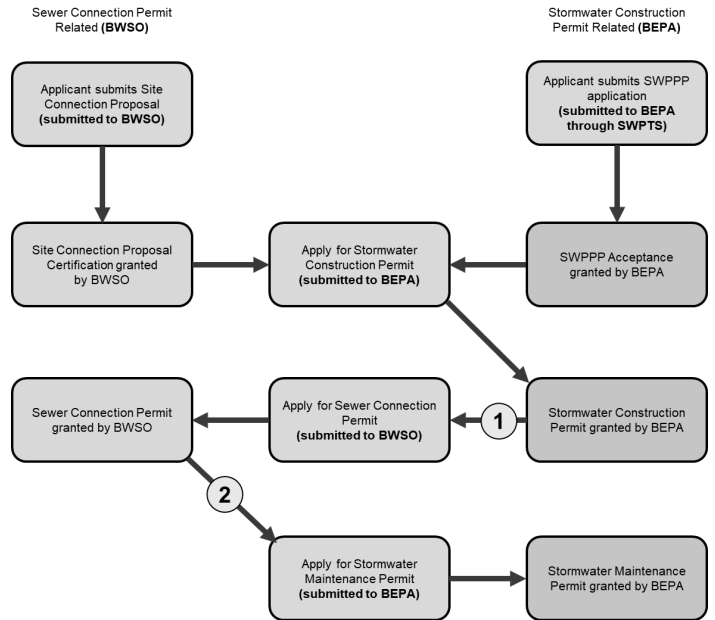 Sewer Connection Permit
Related (BWSO)
Stormwater Construction
Permit Related (BEPA)
Applicant submits Site
Connection Proposal
(submitted to BWSO)
Applicant submits SWPPP
application
(submitted to BEPA
through SWPTS)
Site Connection Proposal
Certification granted
by BWSO
Apply for Stormwater
Construction Permit
(submitted to BEPA)
SWPPP Acceptance
granted by BEPA
Sewer Connection Permit
granted by BWSO
Apply for Sewer Connection
Permit
(submitted to BWSO)
1
Stormwater Construction
Permit granted by BEPA
2
Apply for Stormwater
Maintenance Permit
(submitted to BEPA)
Stormwater Maintenance
Permit granted by BEPA